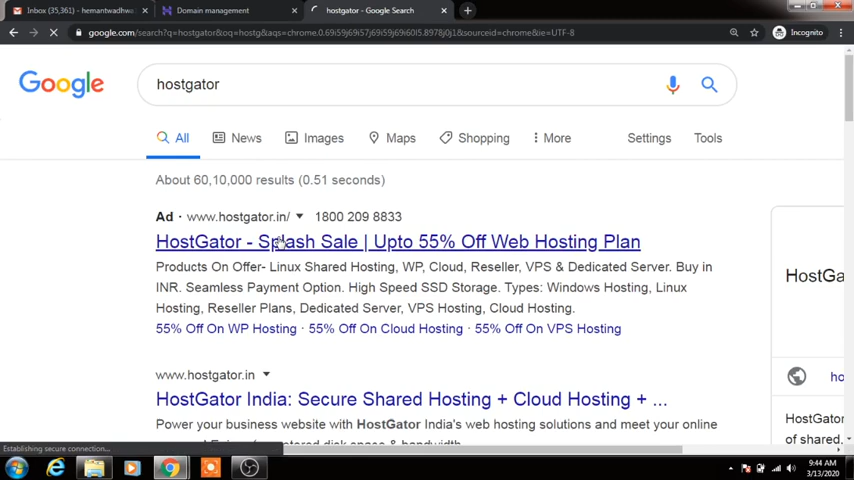 Inbox (35,361) - hemantwadhwa
Domain management
hostgator - Google Search
google.com/search?q=hostgator&oq=hostg&aqs=chrome.0.69i59j69i57j69i59j69i60l5.8978j0j1&sourceid=chrome&ie=UTF-8
Incognito
Google
hostgator
All
News
Images
Maps
Shopping
More
Settings
Tools
About 60,10,000 results (0.51 seconds)
Ad · www.hostgator.in/ 1800 209 8833
HostGator - Splash Sale | Upto 55% Off Web Hosting Plan
Products On Offer- Linux Shared Hosting, WP, Cloud, Reseller, VPS & Dedicated Server. Buy in
INR. Seamless Payment Option. High Speed SSD Storage. Types: Windows Hosting, Linux
Hosting, Reseller Plans, Dedicated Server, VPS Hosting, Cloud Hosting.
55% Off On WP Hosting · 55% Off On Cloud Hosting · 55% Off On VPS Hosting
HostGa
www.hostgator.in
ho
HostGator India: Secure Shared Hosting + Cloud Hosting + ...
Power your business website with HostGator India's web hosting solutions and meet your online
HostGator
of shared,
disk space & bandwidth
Establishing secure connection...
9:44 AM
3/13/2020